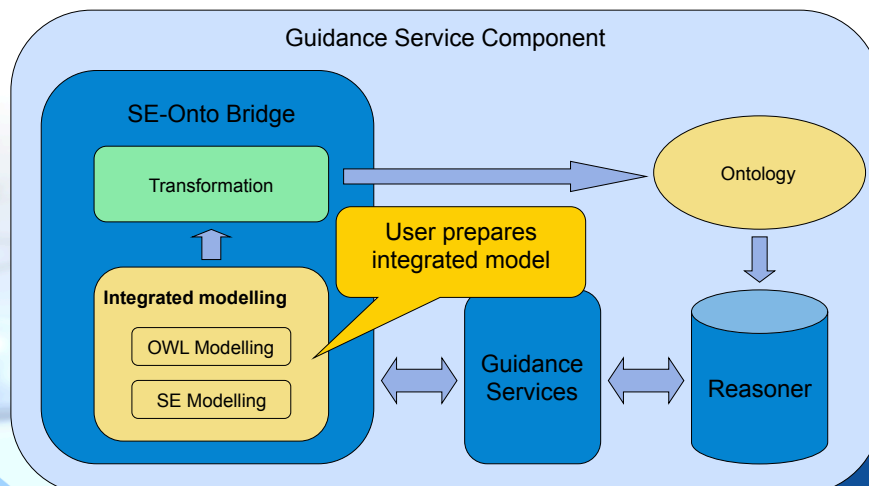 Guidance Service Component
SE-Onto Bridge
Transformation
Ontology
User prepares
integrated model
Integrated modelling
OWL Modelling
SE Modelling
Guidance
Services
Reasoner